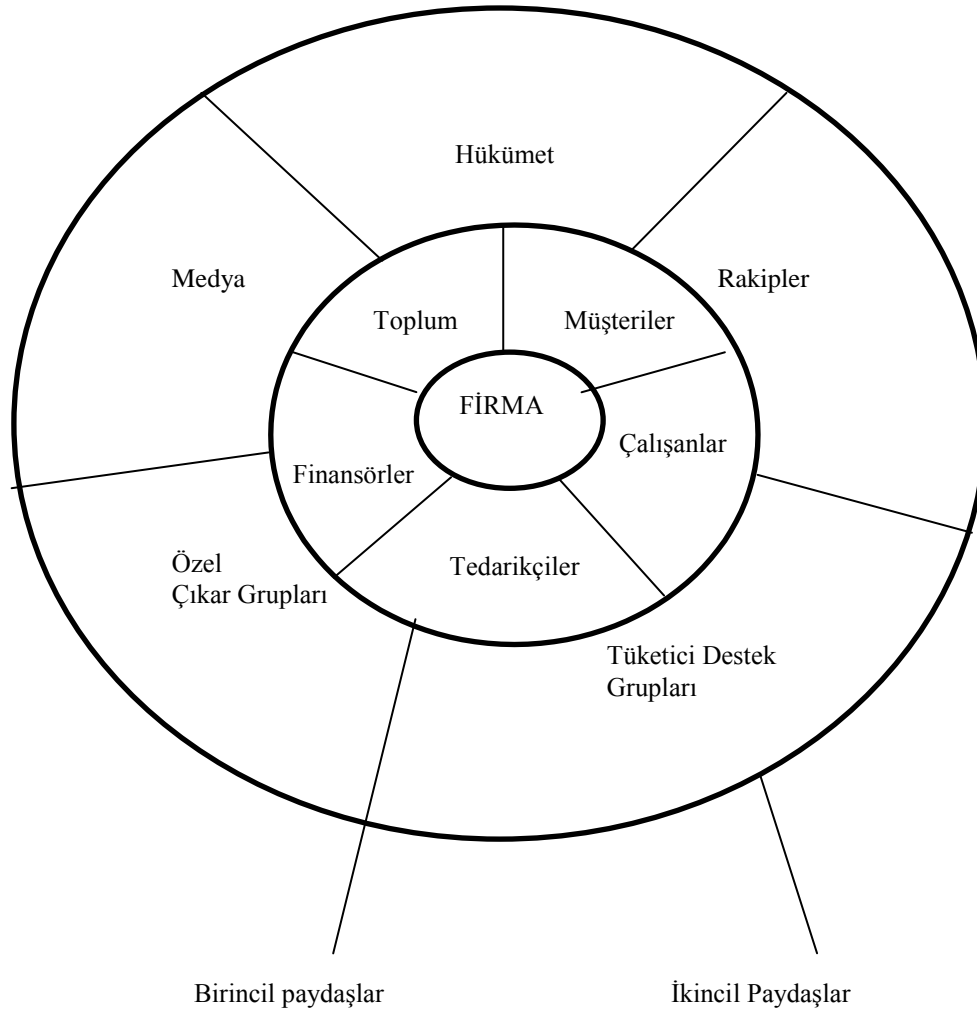 Hükümet
Medya
Rakipler
Toplum
Müşteriler
FİRMA
Çalışanlar
Finansörler
Tedarikçiler
Özel
Çıkar Grupları
Tüketici Destek
Grupları
Birincil paydaşlar
İkincil Paydaşlar